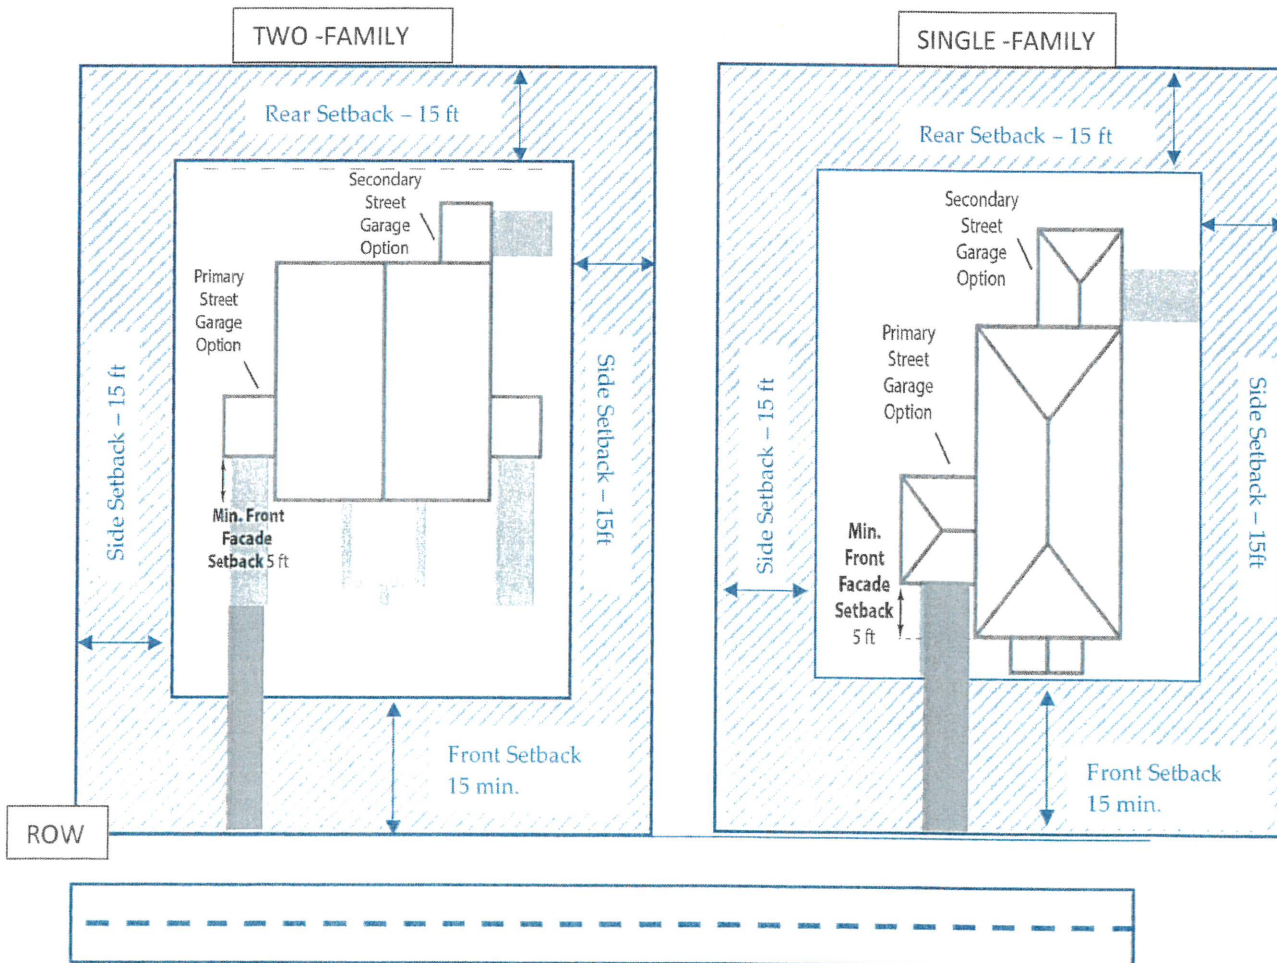 TWO -FAMILY
Rear Setback – 15 ft
Secondary
Street
Garage
Option
Primary
Street
Garage
Option
Side Setback – 15 ft
Side Setback – 15ft
Min. Front
Facade
Setback 5 ft
Front Setback
15 min.
SINGLE -FAMILY
Rear Setback – 15 ft
Secondary
Street
Garage
Option
Primary
Street
Garage
Option
Side Setback – 15 ft
Side Setback – 15ft
Min.
Front
Facade
Setback
5 ft
Front Setback
15 min.
ROW